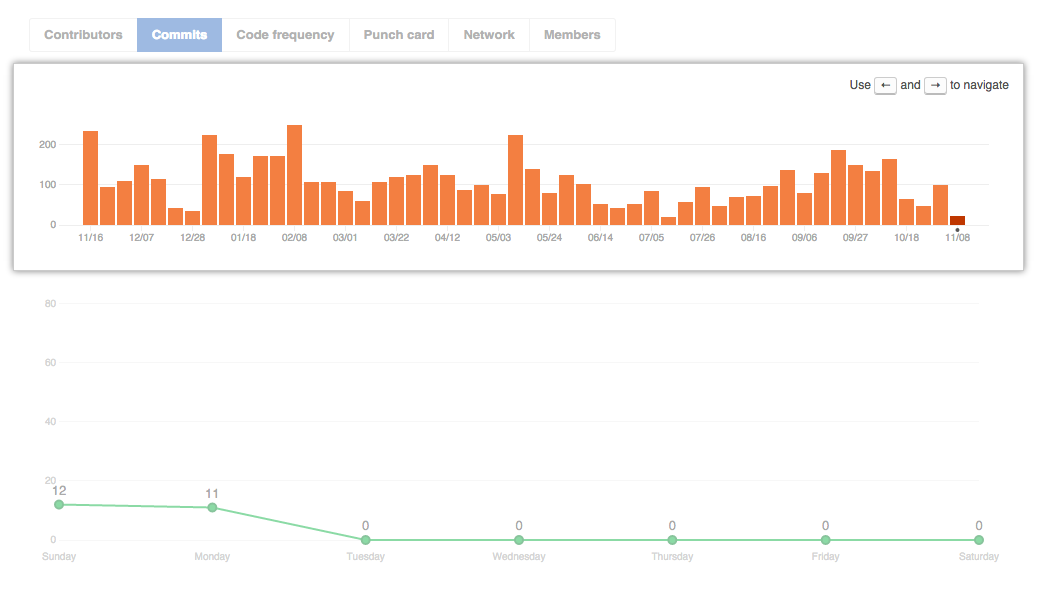 Contributors Commits Code frequency Punch card Network Members
Use ← and → to navigate
200
100
0
11/16 12/07 12/28 01/18 02/08 03/01 03/22 04/12 05/03 05/24 06/14 07/05 07/26 08/16 09/06 09/27 10/18 11/08
80
60
40
20
12 11 0 0 0 0 0
0
Sunday Monday Tuesday Wednesday Thursday Friday Saturday